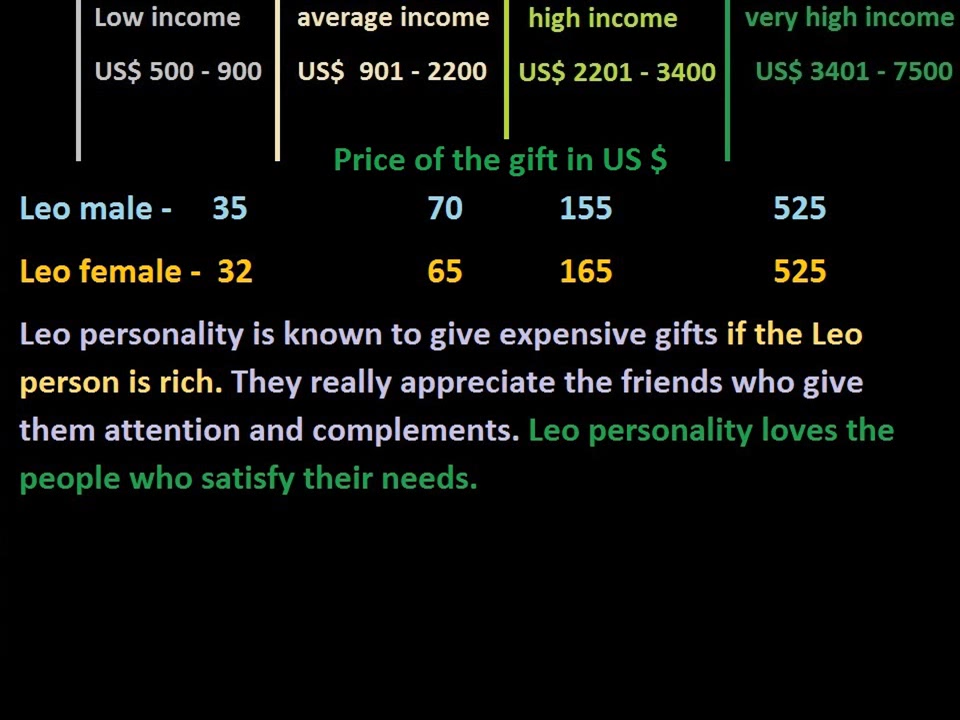 Low income average income high income very high income
US$ 500 - 900 US$ 901 - 2200 US$ 2201 - 3400 US$ 3401 - 7500
Price of the gift in US $
Leo male - 35 70 155 525
Leo female - 32 65 165 525
Leo personality is known to give expensive gifts if the Leo
person is rich. They really appreciate the friends who give
them attention and complements. Leo personality loves the
people who satisfy their needs.